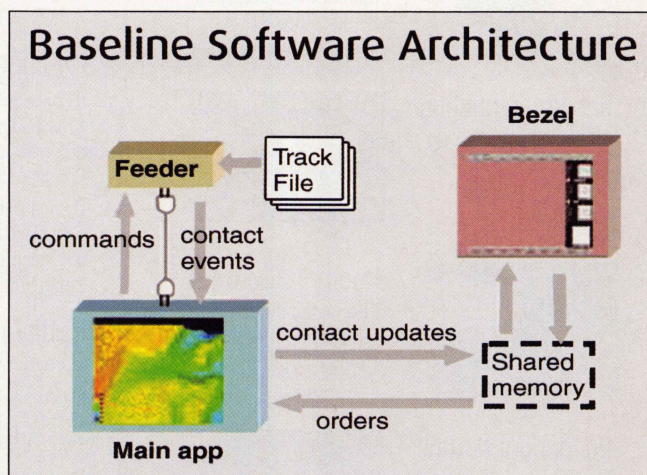 Baseline Software Architecture
Bezel
Feeder
Track
File
commands
contact
events
contact updates
Shared
memory
orders
Main app